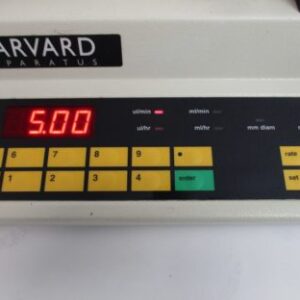 ARVARD
PPARATUS
5.00
ul/min
ml/min
ul/hr
ml/hr
mm diam
6 7 8 9 •
1 2 3 4 enter
rate
set